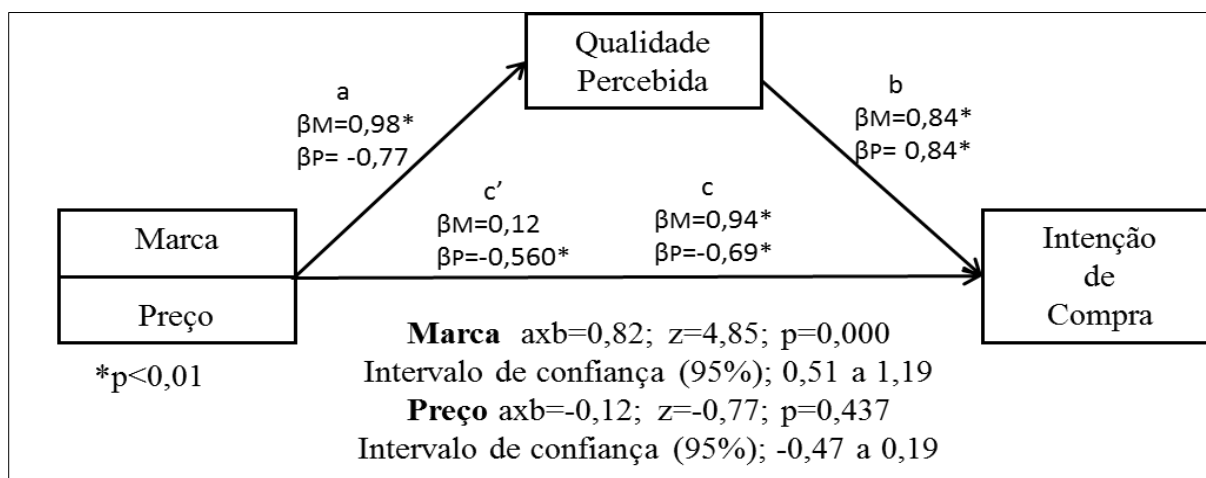 Qualidade
Percebida
a
βM=0,98*
βP= -0,77
b
βM=0,84*
βP= 0,84*
c’
βM=0,12
βP=-0,560*
c
βM=0,94*
βP=-0,69*
Marca
Preço
Intenção
de
Compra
*p<0,01
Marca axb=0,82; z=4,85; p=0,000
Intervalo de confiança (95%); 0,51 a 1,19
Preço axb=-0,12; z=-0,77; p=0,437
Intervalo de confiança (95%); -0,47 a 0,19